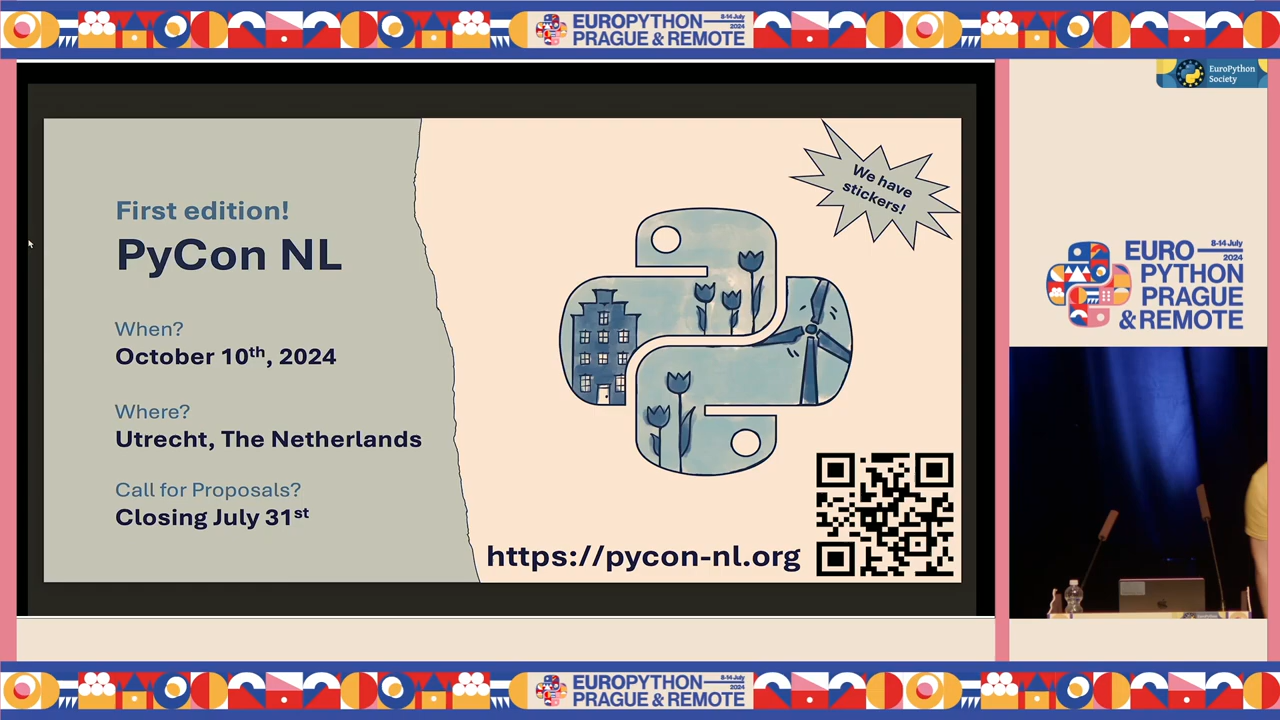 EUROPYTHON
8-14 July
2024
PRAGUE & REMOTE
EuroPython
Society
First edition!
PyCon NL
When?
October 10th, 2024
Where?
Utrecht, The Netherlands
Call for Proposals?
Closing July 31st
We have
stickers!
https://pycon-nl.org
EURO
8-14 July
2024
PYTHON
PRAGUE
& REMOTE
EUROPYTHON
8-14 July
2024
PRAGUE & REMOTE